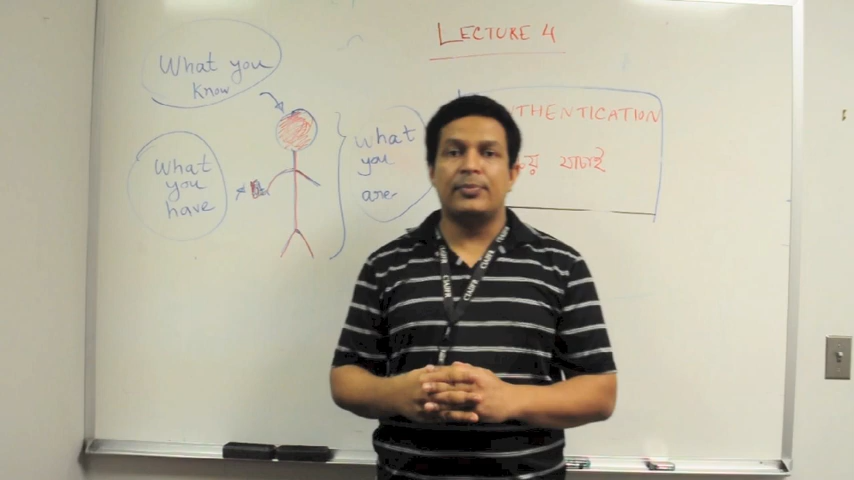 LECTURE 4
What you
know
What
you
have
What
you
are
THENTICATION
যাচাই